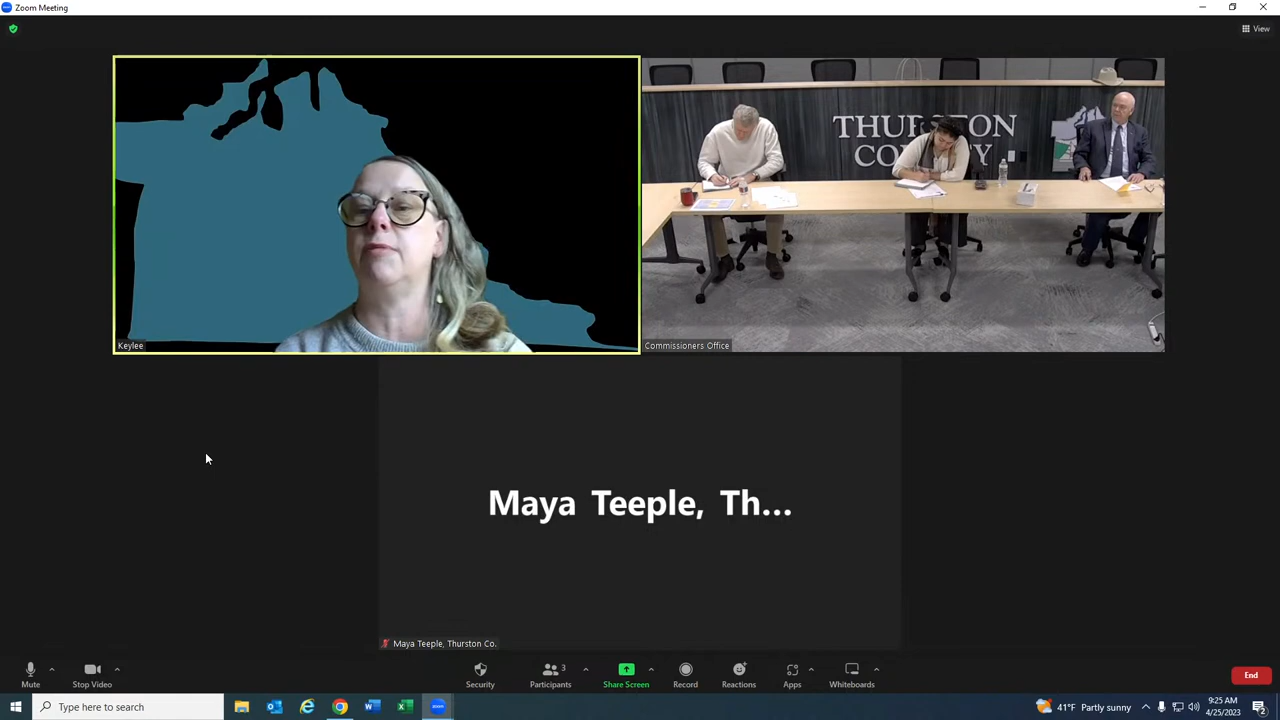 Zoom Meeting
View
THURSTON
COUNTY
Keylee
Commissioners Office
Maya Teeple, Th...
Maya Teeple, Thurston Co.
Mute
Stop Video
Security
Participants
3
Share Screen
Record
Reactions
Apps
Whiteboards
End
Type here to search
41°F Partly sunny
9:25 AM
4/25/2023
2